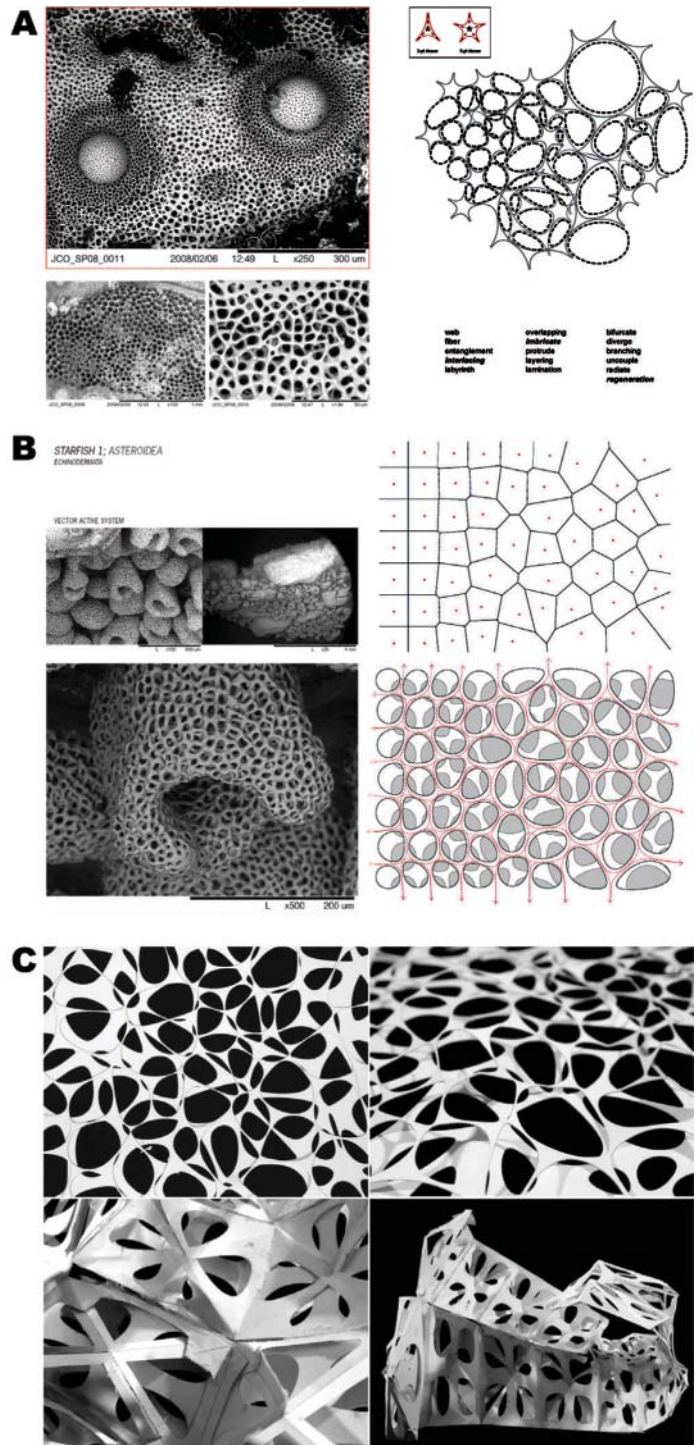 A
JCO_SP08_0011 2008/02/06 12:49 L x250 300 um
web
fiber
entanglement
interlacing
labyrinth
overlapping
imbricate
protrude
layering
lamination
bifurcate
diverge
branching
uncouple
radiate
regeneration
B
STARFISH 1; ASTEROIDEA
ECHINODERMATA
VECTOR ACTIVE SYSTEM
L x500 200 um
C